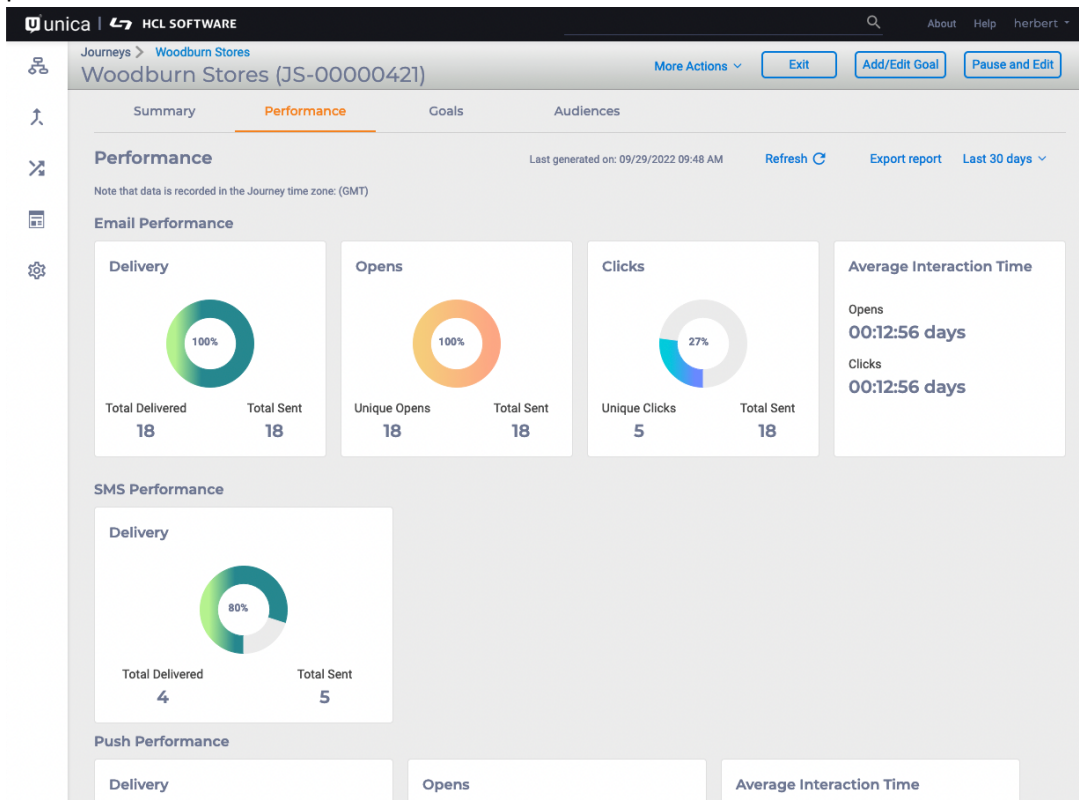 unica | HCL SOFTWARE About Help herbert
Journeys > Woodburn Stores
Woodburn Stores (JS-00000421) More Actions Exit Add/Edit Goal Pause and Edit
Summary Performance Goals Audiences
Performance Last generated on: 09/29/2022 09:48 AM Refresh Export report Last 30 days
Note that data is recorded in the Journey time zone: (GMT)
Email Performance
Delivery
100%
Total Delivered Total Sent
18 18
Opens
100%
Unique Opens Total Sent
18 18
Clicks
27%
Unique Clicks Total Sent
5 18
Average Interaction Time
Opens
00:12:56 days
Clicks
00:12:56 days
SMS Performance
Delivery
80%
Total Delivered Total Sent
4 5
Push Performance
Delivery Opens Average Interaction Time